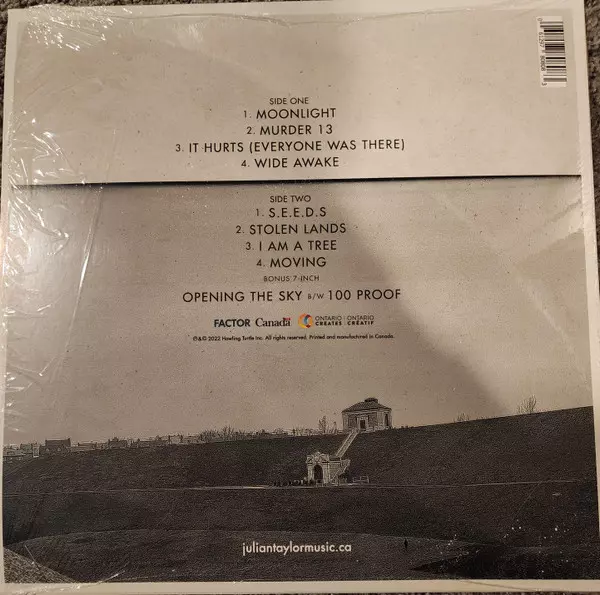 SIDE ONE
1. MOONLIGHT
2. MURDER 13
3. IT HURTS (EVERYONE WAS THERE)
4. WIDE AWAKE
SIDE TWO
1. S.E.E.D.S
2. STOLEN LANDS
3. I AM A TREE
4. MOVING
BONUS 7-INCH
OPENING THE SKY B/W 100 PROOF
FACTOR Canada ONTARIO CREATES ONTARIO CRÉATIF
℗&© 2022 Howling Turtle Inc. All rights reserved. Printed and manufactured in Canada.
juliantaylormusic.ca